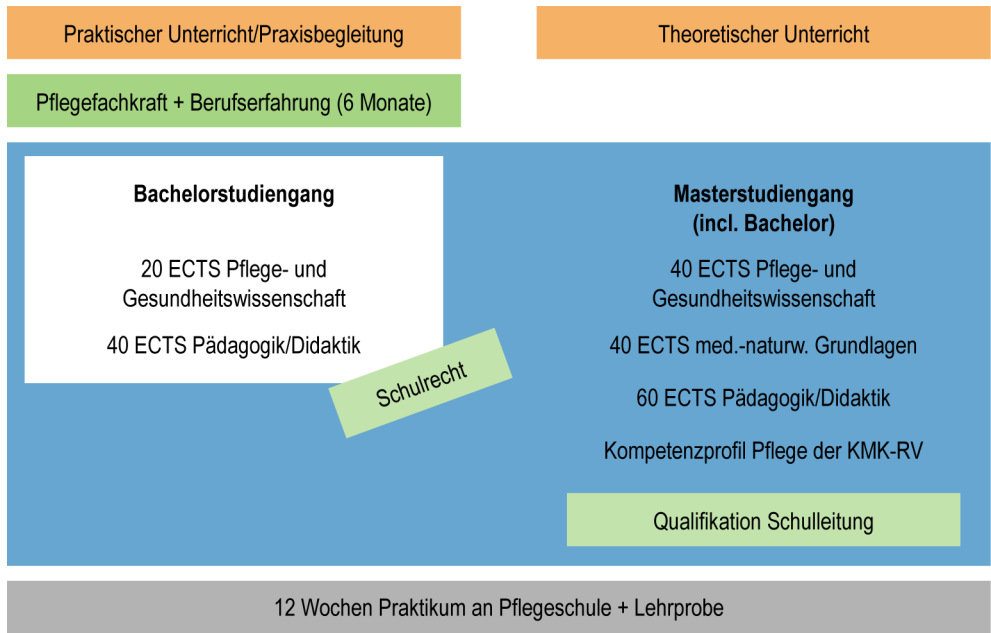 Praktischer Unterricht/Praxisbegleitung
Theoretischer Unterricht
Pflegefachkraft + Berufserfahrung (6 Monate)
Bachelorstudiengang
20 ECTS Pflege- und
Gesundheitswissenschaft
40 ECTS Pädagogik/Didaktik
Schulrecht
Masterstudiengang
(incl. Bachelor)
40 ECTS Pflege- und
Gesundheitswissenschaft
40 ECTS med.-naturw. Grundlagen
60 ECTS Pädagogik/Didaktik
Kompetenzprofil Pflege der KMK-RV
Qualifikation Schulleitung
12 Wochen Praktikum an Pflegeschule + Lehrprobe